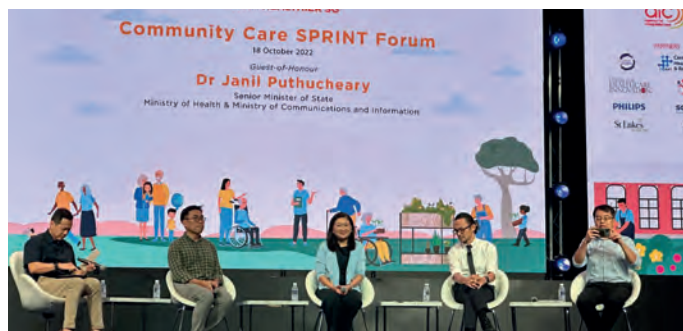 Community Care SPRINT Forum
18 October 2022
Guest-of-Honour
Dr Janil Puthucheary
Senior Minister of State
Ministry of Health & Ministry of Communications and Information
aic
PHILIPS
St Luke's